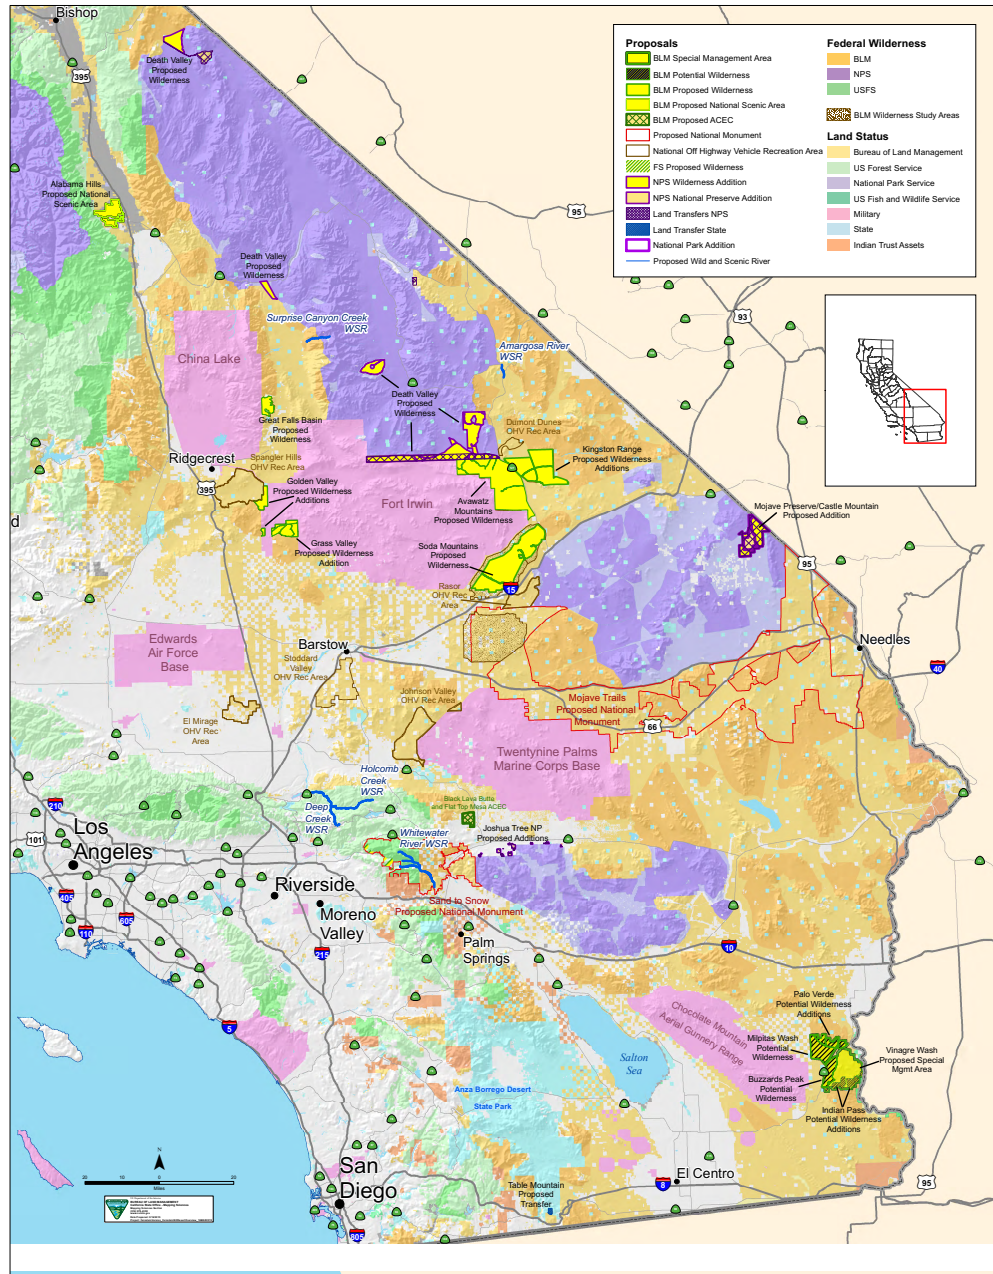 Bishop
395
Death Valley
Proposed
Wilderness
Alabama Hills
Proposed National
Scenic Area
Death Valley
Proposed
Wilderness
Surprise Canyon Creek
WSR
China Lake
Amargosa River
WSR
Death Valley
Proposed
Wilderness
Great Falls Basin
Proposed
Wilderness
Dumont Dunes
OHV Rec Area
Kingston Range
Proposed Wilderness
Additions
Ridgecrest
Spangler Hills
OHV Rec Area
395
Golden Valley
Proposed Wilderness
Additions
Fort Irwin
Avawatz
Mountains
Proposed Wilderness
Mojave Preserve/Castle Mountain
Proposed Addition
d
Grass Valley
Proposed Wilderness
Addition
Soda Mountains
Proposed
Wilderness
Rasor
OHV Rec
Area
15
95
93
95
Edwards
Air Force
Base
Barstow
Needles
40
Stoddard
Valley
OHV Rec Area
Johnson Valley
OHV Rec Area
El Mirage
OHV Rec
Area
Mojave Trails
Proposed National
Monument
66
Twentynine Palms
Marine Corps Base
Holcomb
Creek
WSR
Deep
Creek
WSR
Black Lava Butte
and Flat Top Mesa ACEC
Whitewater
River WSR
Joshua Tree NP
Proposed Additions
210
101
Los
Angeles
405
605
110
Riverside
Moreno
Valley
215
Sand to Snow
Proposed National Monument
Palm
Springs
10
5
Chocolate Mountain
Aerial Gunnery Range
Palo Verde
Potential Wilderness
Additions
Milpitas Wash
Potential
Wilderness
Vinagre Wash
Proposed Special
Mgmt Area
Buzzards Peak
Potential
Wilderness
Indian Pass
Potential Wilderness
Additions
Salton
Sea
Anza Borrego Desert
State Park
San
Diego
805
Table Mountain
Proposed
Transfer
8
El Centro
95
N
20
0
20
Miles
BUREAU OF LAND MANAGEMENT
Proposals
BLM Special Management Area
BLM Potential Wilderness
BLM Proposed Wilderness
BLM Proposed National Scenic Area
BLM Proposed ACEC
Proposed National Monument
National Off Highway Vehicle Recreation Area
FS Proposed Wilderness
NPS Wilderness Addition
NPS National Preserve Addition
Land Transfers NPS
Land Transfer State
National Park Addition
Proposed Wild and Scenic River
Federal Wilderness
BLM
NPS
USFS
BLM Wilderness Study Areas
Land Status
Bureau of Land Management
US Forest Service
National Park Service
US Fish and Wildlife Service
Military
State
Indian Trust Assets